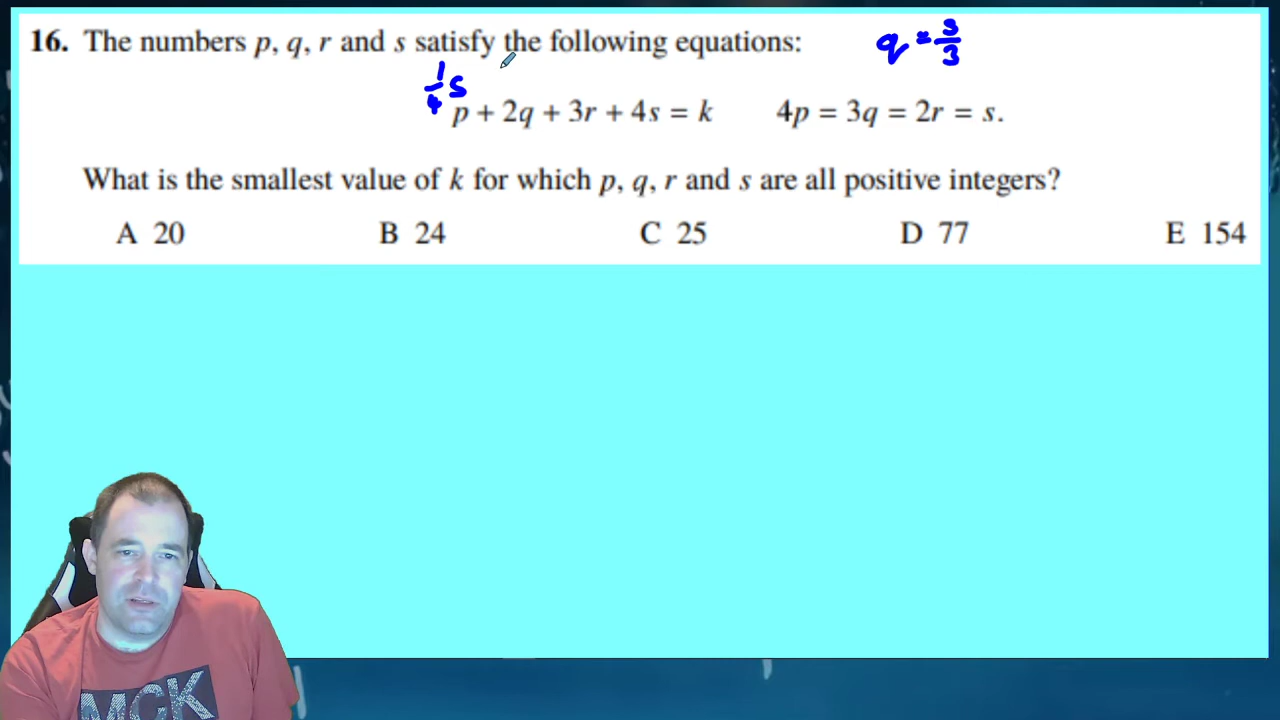 16. The numbers p, q, r and s satisfy the following equations:
q = s/3
1/4 s
p + 2q + 3r + 4s = k 4p = 3q = 2r = s.
What is the smallest value of k for which p, q, r and s are all positive integers?
A 20 B 24 C 25 D 77 E 154
MCK